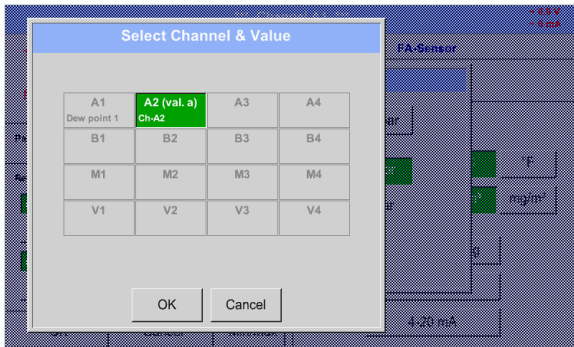 Select Channel & Value
FA-Sensor
A1
Dew point 1
A2 (val. a)
Ch-A2
A3
A4
B1
B2
B3
B4
M1
M2
M3
M4
V1
V2
V3
V4
°F
mg/m³
OK
Cancel
4-20 mA